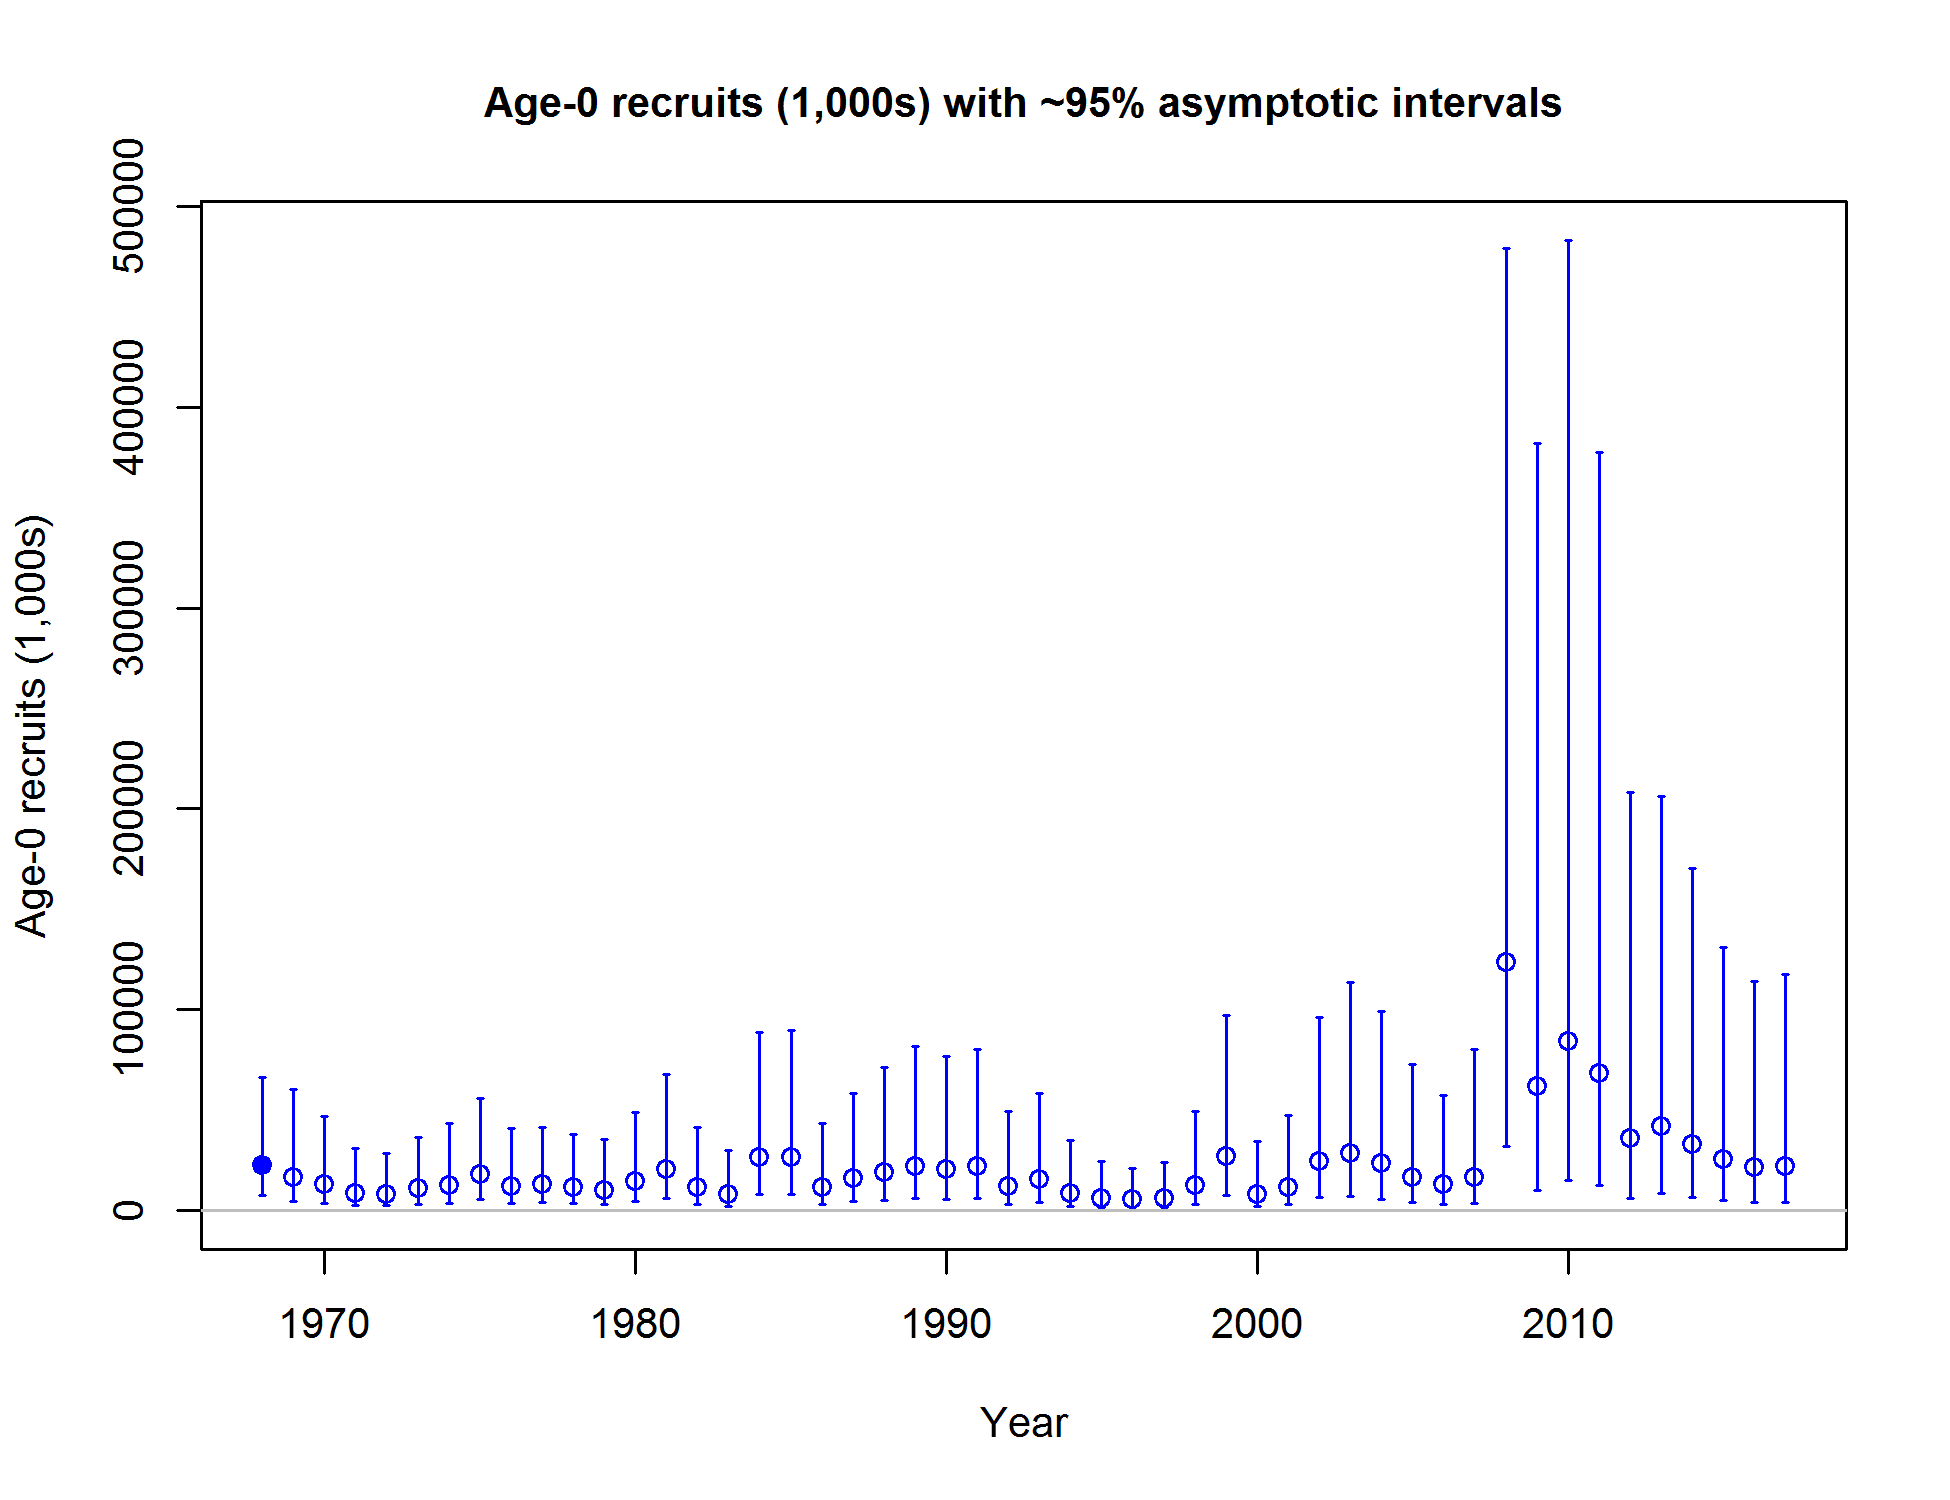 Age-0 recruits (1,000s) with ~95% asymptotic intervals
Age-0 recruits (1,000s)
500000
400000
300000
200000
100000
0
1970 1980 1990 2000 2010
Year